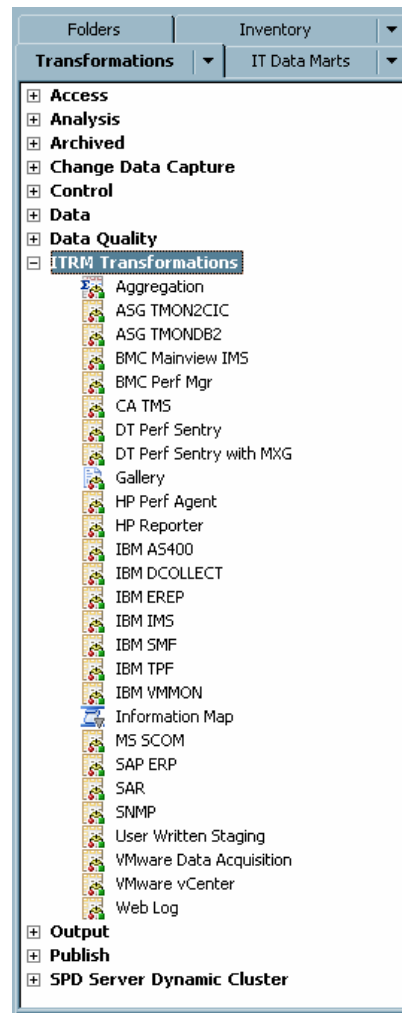 Folders Inventory
Transformations IT Data Marts
Access
Analysis
Archived
Change Data Capture
Control
Data
Data Quality
ITRM Transformations
Aggregation
ASG TMON2CIC
ASG TMONDB2
BMC Mainview IMS
BMC Perf Mgr
CA TMS
DT Perf Sentry
DT Perf Sentry with MXG
Gallery
HP Perf Agent
HP Reporter
IBM AS400
IBM DCOLLECT
IBM EREP
IBM IMS
IBM SMF
IBM TPF
IBM VMMON
Information Map
MS SCOM
SAP ERP
SAR
SNMP
User Written Staging
VMware Data Acquisition
VMware vCenter
Web Log
Output
Publish
SPD Server Dynamic Cluster